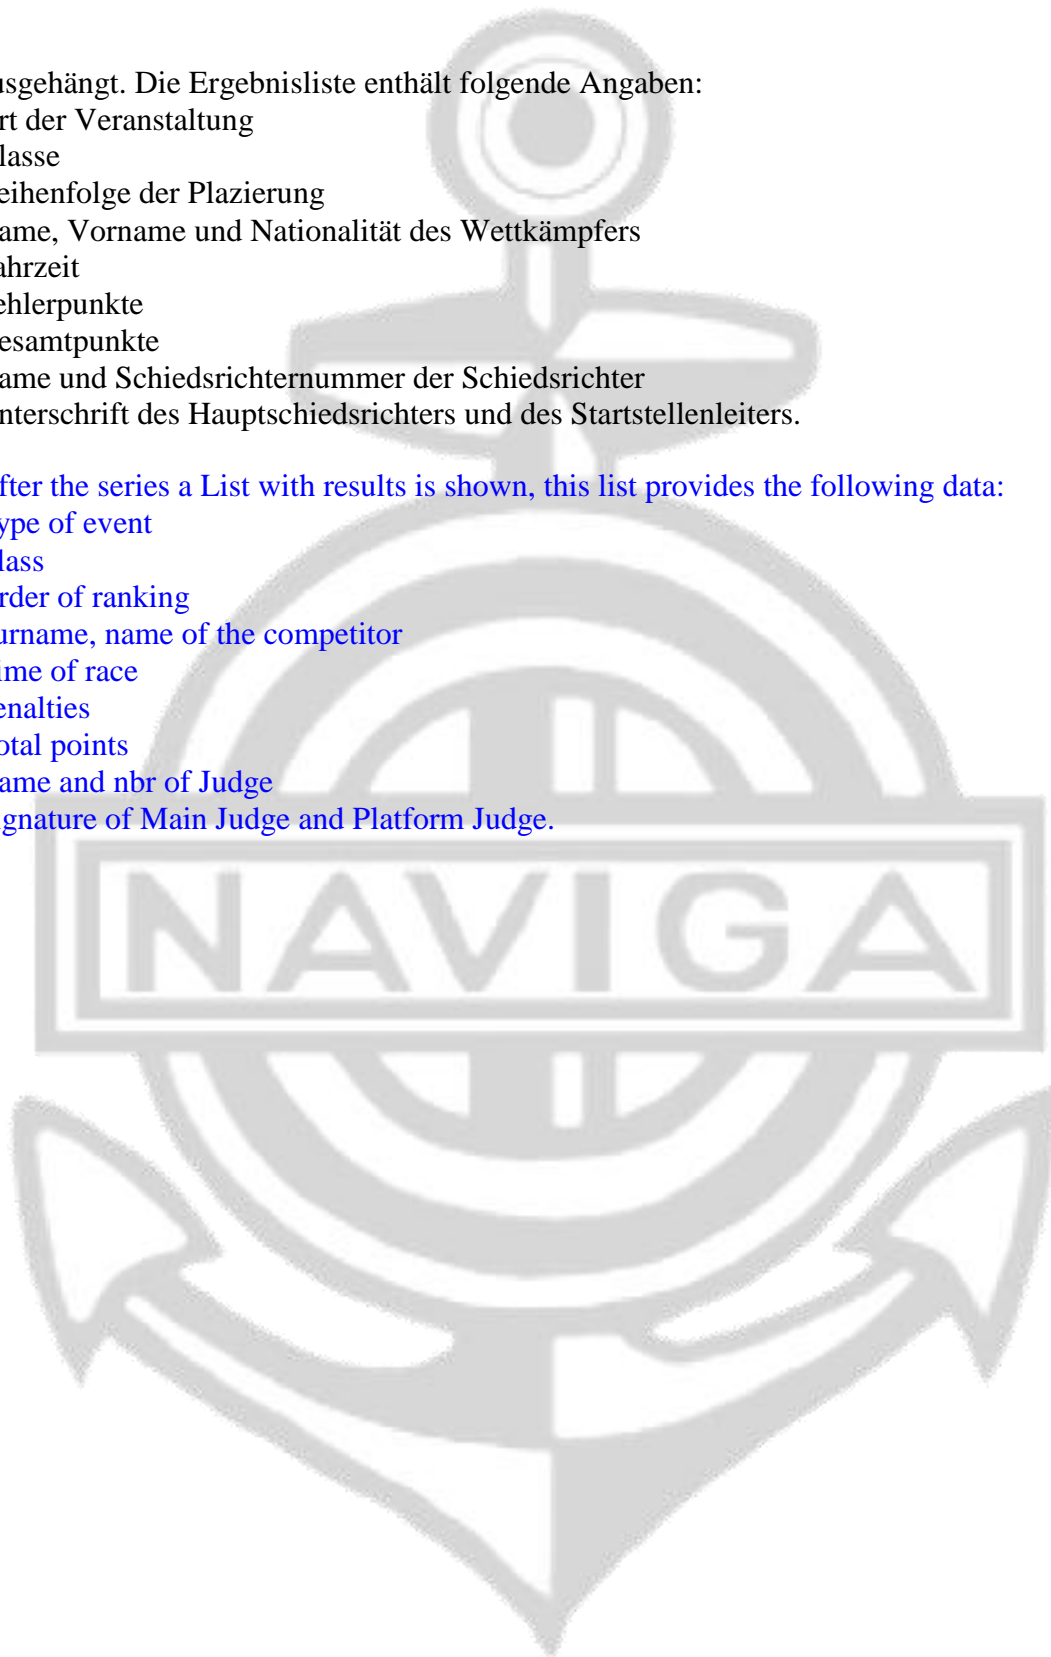 usgehängt. Die Ergebnisliste enthält folgende Angaben:
rt der Veranstaltung
lasse
eihenfolge der Plazierung
ame, Vorname und Nationalität des Wettkämpfers
ahrzeit
ehlerpunkte
esamtpunkte
ame und Schiedsrichternummer der Schiedsrichter
nterschrift des Hauptschiedsrichters und des Startstellenleiters.
fter the series a List with results is shown, this list provides the following data:
ype of event
lass
rder of ranking
urname, name of the competitor
ime of race
enalties
otal points
ame and nbr of Judge
ignature of Main Judge and Platform Judge.
NAVIGA